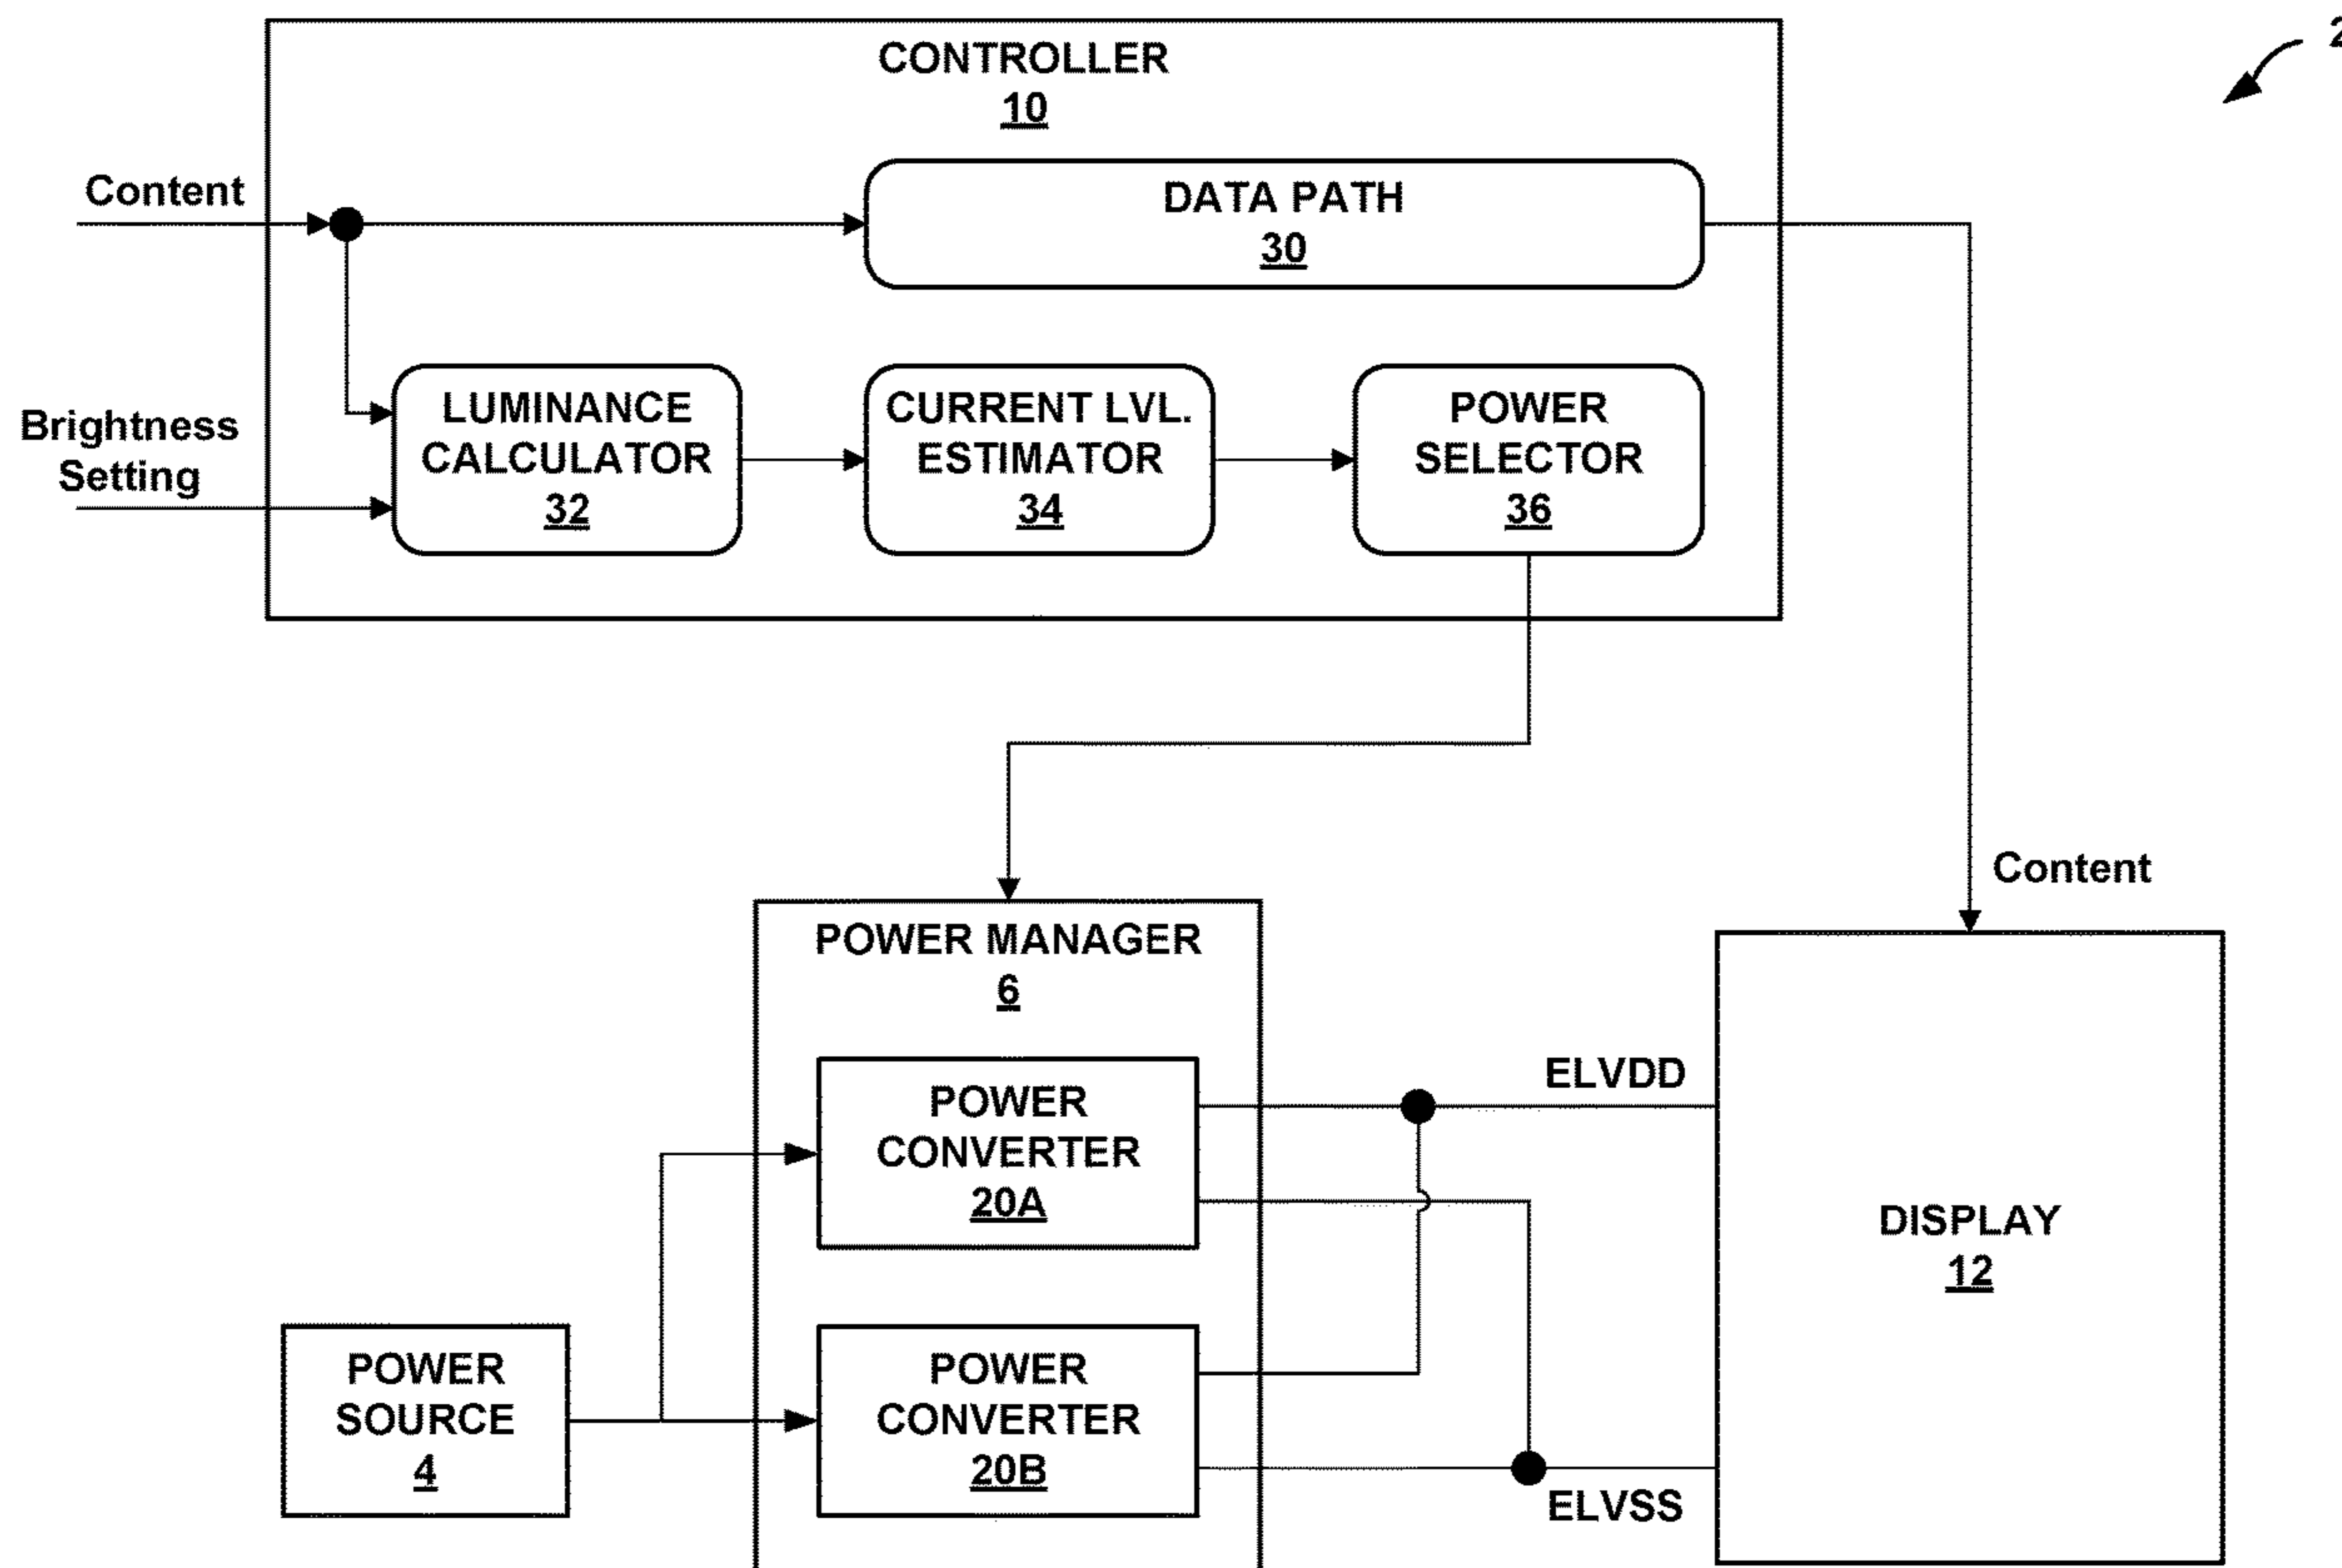 2
CONTROLLER
10
Content
DATA PATH
30
Brightness
Setting
LUMINANCE
CALCULATOR
32
CURRENT LVL.
ESTIMATOR
34
POWER
SELECTOR
36
Content
POWER MANAGER
6
ELVDD
POWER
CONVERTER
20A
DISPLAY
12
POWER
SOURCE
4
POWER
CONVERTER
20B
ELVSS